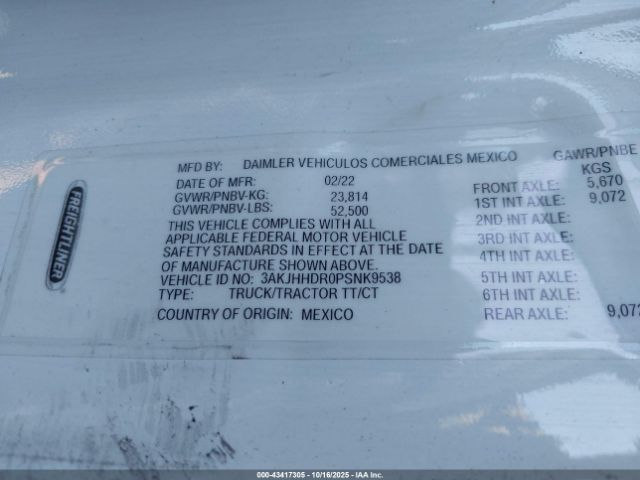 FREIGHTLINER
MFD BY: DAIMLER VEHICULOS COMERCIALES MEXICO
DATE OF MFR: 02/22
GVWR/PNBV-KG: 23,814
GVWR/PNBV-LBS: 52,500
THIS VEHICLE COMPLIES WITH ALL
APPLICABLE FEDERAL MOTOR VEHICLE
SAFETY STANDARDS IN EFFECT AT THE DATE
OF MANUFACTURE SHOWN ABOVE.
VEHICLE ID NO: 3AKJHHDR0PSNK9538
TYPE: TRUCK/TRACTOR TT/CT
COUNTRY OF ORIGIN: MEXICO
GAWR/PNBE
KGS
FRONT AXLE: 5,670
1ST INT AXLE: 9,072
2ND INT AXLE:
3RD INT AXLE:
4TH INT AXLE:
5TH INT AXLE:
6TH INT AXLE:
REAR AXLE: 9,072
00-43417305 - 10/16/2025 - IAAI, Inc.